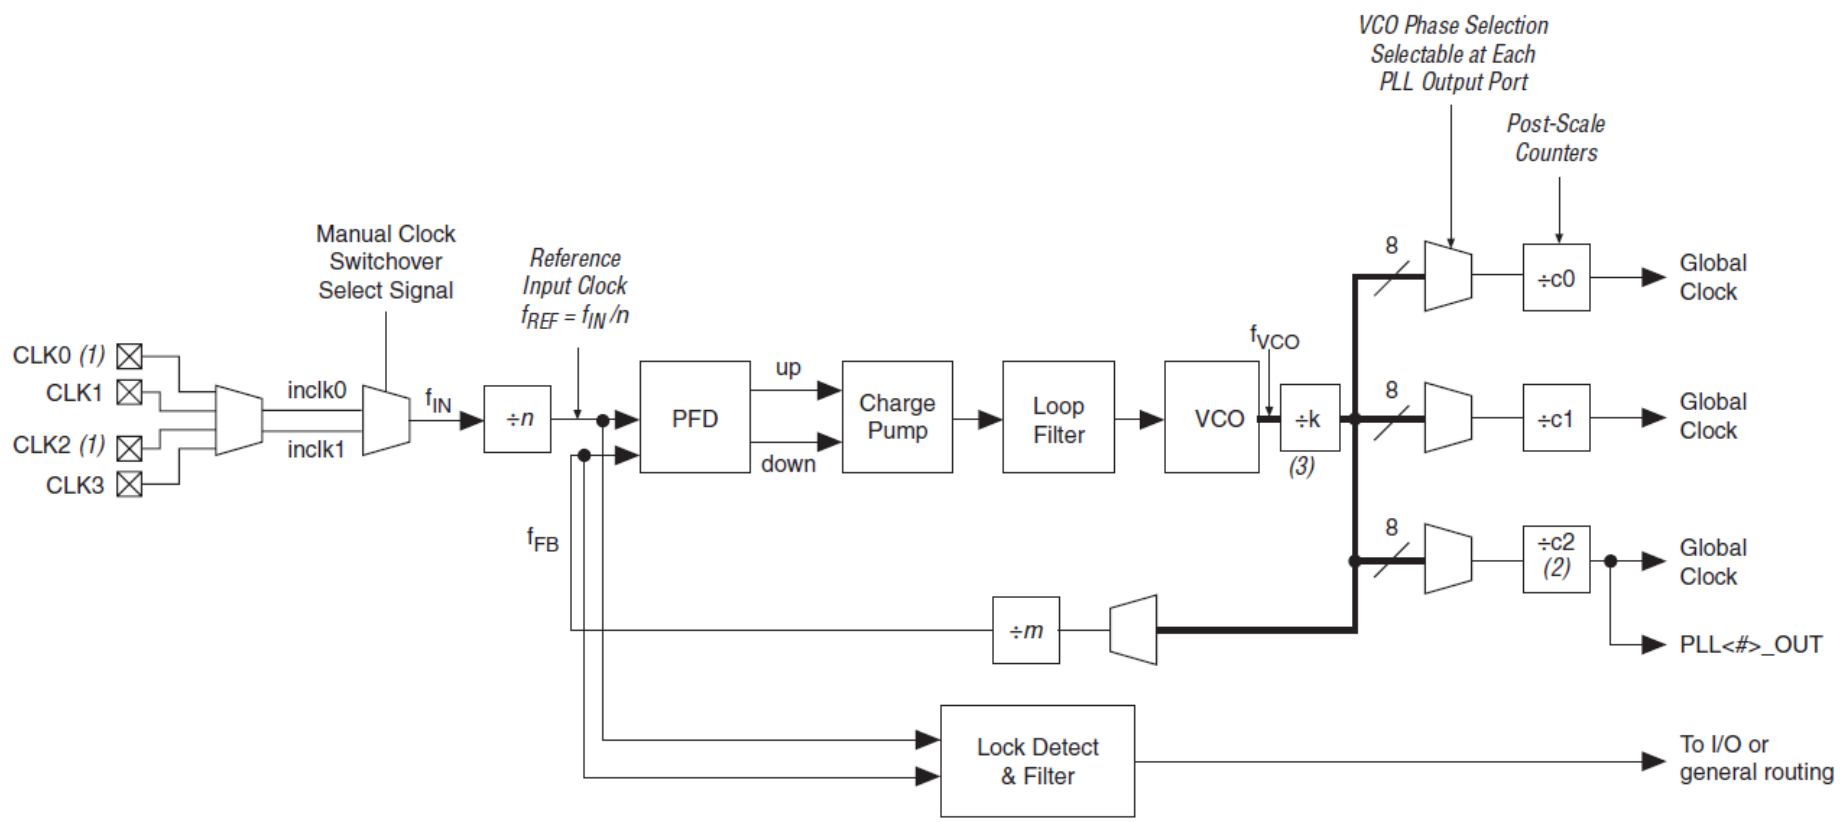 VCO Phase Selection
Selectable at Each
PLL Output Port
Post-Scale
Counters
Manual Clock
Switchover
Select Signal
Reference
Input Clock
fREF = fIN /n
8
Global
Clock
÷c0
CLK0 (1)
CLK1
CLK2 (1)
CLK3
inclk0
inclk1
fIN
÷n
PFD
up
down
Charge
Pump
Loop
Filter
VCO
fVCO
÷k
(3)
8
÷c1
Global
Clock
fFB
8
÷c2
(2)
Global
Clock
÷m
PLL<#>_OUT
Lock Detect
& Filter
To I/O or
general routing